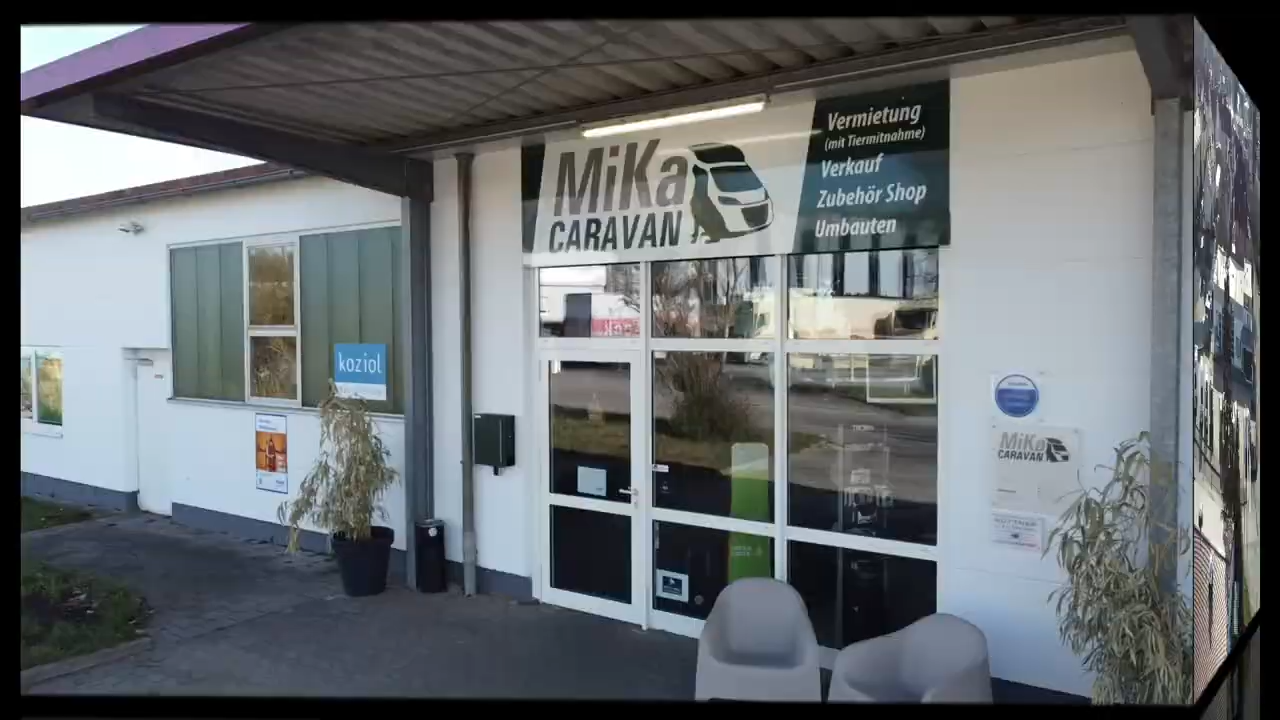 MiKa
CARAVAN
Vermietung
(mit Tiermitnahme)
Verkauf
Zubehör Shop
Umbauten
koziol
MiKa
CARAVAN